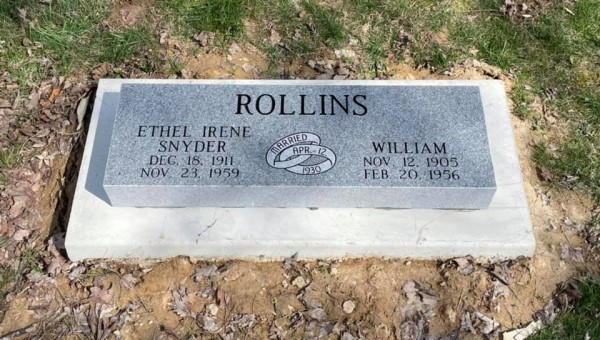 ROLLINS
ETHEL IRENE
SNYDER
DEC. 18, 1911
NOV. 23, 1959
MARRIED
APR. 12
1930
WILLIAM
NOV. 12, 1905
FEB. 20, 1956